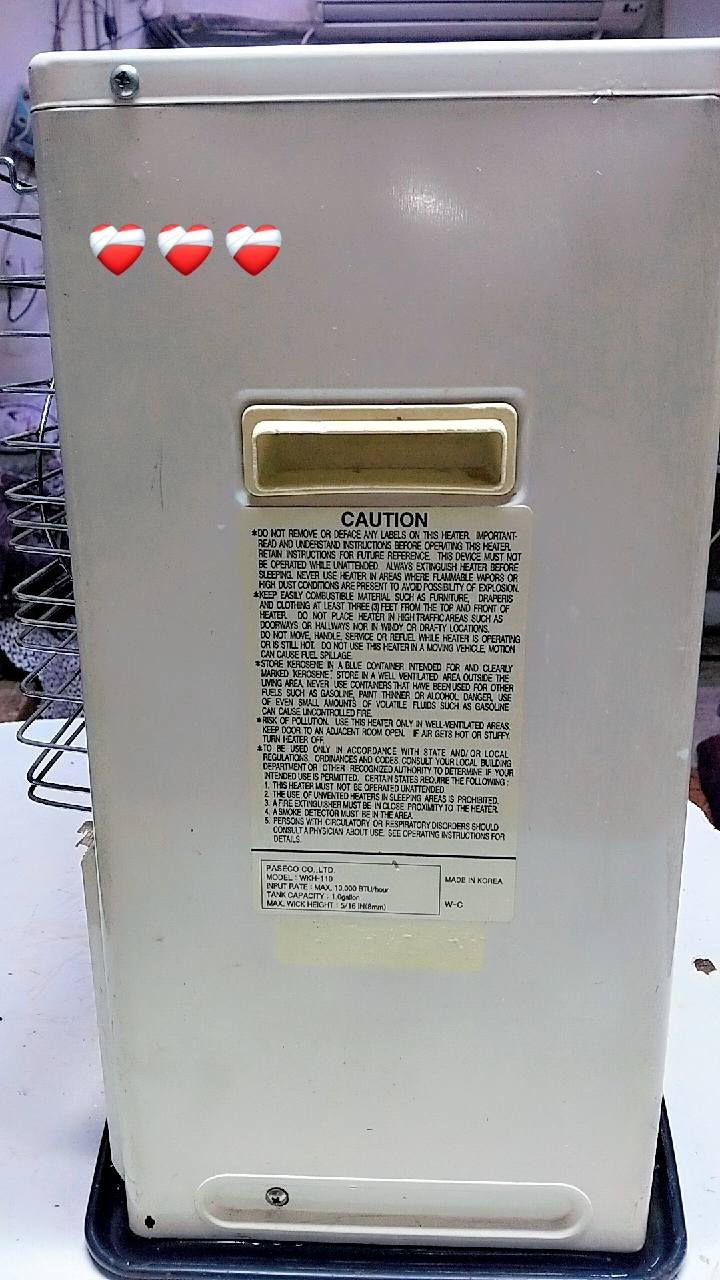 CAUTION
*DO NOT REMOVE OR DEFACE ANY LABELS ON THIS HEATER. IMPORTANT-
READ AND UNDERSTAND INSTRUCTIONS BEFORE OPERATING THIS HEATER.
RETAIN INSTRUCTIONS FOR FUTURE REFERENCE. THIS DEVICE MUST NOT
BE OPERATED WHILE UNATTENDED. ALWAYS EXTINGUISH HEATER BEFORE
SLEEPING. NEVER USE HEATER IN AREAS WHERE FLAMMABLE VAPORS OR
HIGH DUST CONDITIONS ARE PRESENT TO AVOID POSSIBILITY OF EXPLOSION.
*KEEP EASILY COMBUSTIBLE MATERIAL SUCH AS FURNITURE, DRAPERIS
AND CLOTHING AT LEAST THREE (3) FEET FROM THE TOP AND FRONT OF
HEATER. DO NOT PLACE HEATER IN HIGH TRAFFIC AREAS SUCH AS
DOORWAYS OR HALLWAYS NOR IN WINDY OR DRAFTY LOCATIONS.
DO NOT MOVE, HANDLE, SERVICE OR REFUEL WHILE HEATER IS OPERATING
OR IS STILL HOT. DO NOT USE THIS HEATER IN A MOVING VEHICLE, MOTION
CAN CAUSE FUEL SPILLAGE.
*STORE KEROSENE IN A BLUE CONTAINER INTENDED FOR AND CLEARLY
MARKED KEROSENE". STORE IN A WELL VENTILATED AREA OUTSIDE THE
LIVING AREA. NEVER USE CONTAINERS THAT HAVE BEEN USED FOR OTHER
FUELS SUCH AS GASOLINE, PAINT THINNER OR ALCOHOL. DANGER, USE
OF EVEN SMALL AMOUNTS OF VOLATILE FLUIDS SUCH AS GASOLINE
CAN CAUSE UNCONTROLLED FIRE.
*RISK OF POLLUTION. USE THIS HEATER ONLY IN WELL-VENTILATED AREAS.
KEEP DOOR TO AN ADJACENT ROOM OPEN. IF AIR GETS HOT OR STUFFY.
TURN HEATER OFF.
*TO BE USED ONLY IN ACCORDANCE WITH STATE AND/OR LOCAL
REGULATIONS. ORDINANCES AND CODES. CONSULT YOUR LOCAL BUILDING
DEPARTMENT OR OTHER RECOGNIZED AUTHORITY TO DETERMINE IF YOUR
INTENDED USE IS PERMITTED. CERTAIN STATES REQUIRE THE FOLLOWING :
1. THIS HEATER MUST NOT BE OPERATED UNATTENDED
2. THE USE OF UNVENTED HEATERS IN SLEEPING AREAS IS PROHIBITED.
3. A FIRE EXTINGUISHER MUST BE IN CLOSE PROXIMITY TO THE HEATER.
4. A SMOKE DETECTOR MUST BE IN THE AREA.
5. PERSONS WITH CIRCULATORY OR RESPIRATORY DISORDERS SHOULD
CONSULT A PHYSICIAN ABOUT USE. SEE OPERATING INSTRUCTIONS FOR
DETAILS.
PASECO CO.,LTD.
MODEL : WKH-110
INPUT RATE : MAX. 10,000 BTU/hour
TANK CAPACITY : 1.0gallon
MAX. WICK HEIGHT : 5/16 IN(8mm)
MADE IN KOREA
W-C